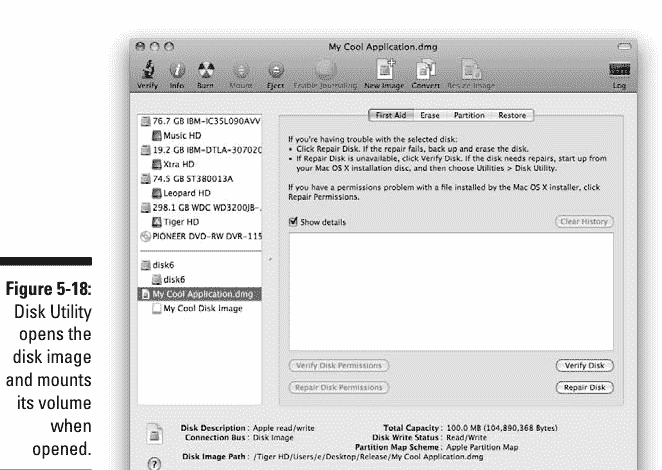 My Cool Application.dmg
Verify Info Burn Mount Eject Enable Journaling New Image Convert Resize Image Log
First Aid Erase Partition Restore
76.7 GB IBM-IC35L090AVV
Music HD
19.2 GB IBM-DTLA-307020
Xtra HD
74.5 GB ST380013A
Leopard HD
298.1 GB WDC WD3200JB-
Tiger HD
PIONEER DVD-RW DVR-115
disk6
disk6
My Cool Application.dmg
My Cool Disk Image
If you're having trouble with the selected disk:
• Click Repair Disk. If the repair fails, back up and erase the disk.
• If Repair Disk is unavailable, click Verify Disk. If the disk needs repairs, start up from
your Mac OS X installation disc, and then choose Utilities > Disk Utility.
If you have a permissions problem with a file installed by the Mac OS X installer, click
Repair Permissions.
Show details
Clear History
Verify Disk Permissions
Verify Disk
Repair Disk Permissions
Repair Disk
Disk Description : Apple read/write
Total Capacity : 100.0 MB (104,890,368 Bytes)
Connection Bus : Disk Image
Disk Write Status : Read/Write
Partition Map Scheme : Apple Partition Map
Disk Image Path : /Tiger HD/Users/e/Desktop/Release/My Cool Application.dmg
?
Figure 5-18:
Disk Utility
opens the
disk image
and mounts
its volume
when
opened.